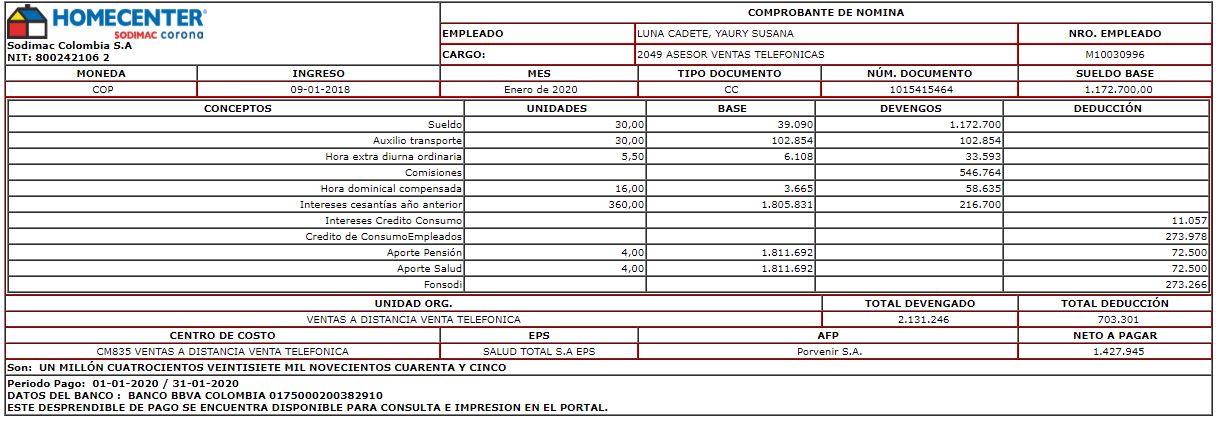 HOMECENTER
SODIMAC corona
Sodimac Colombia S.A
NIT: 800242106 2
COMPROBANTE DE NOMINA
EMPLEADO LUNA CADETE, YAURY SUSANA NRO. EMPLEADO
CARGO: 2049 ASESOR VENTAS TELEFONICAS M10030996
MONEDA INGRESO MES TIPO DOCUMENTO NÚM. DOCUMENTO SUELDO BASE
COP 09-01-2018 Enero de 2020 CC 1015415464 1.172.700,00
CONCEPTOS UNIDADES BASE DEVENGOS DEDUCCIÓN
Sueldo 30,00 39.090 1.172.700
Auxilio transporte 30,00 102.854 102.854
Hora extra diurna ordinaria 5,50 6.108 33.593
Comisiones 546.764
Hora dominical compensada 16,00 3.665 58.635
Intereses cesantías año anterior 360,00 1.805.831 216.700
Intereses Credito Consumo 11.057
Credito de ConsumoEmpleados 273.978
Aporte Pensión 4,00 1.811.692 72.500
Aporte Salud 4,00 1.811.692 72.500
Fonsodi 273.266
UNIDAD ORG. TOTAL DEVENGADO TOTAL DEDUCCIÓN
VENTAS A DISTANCIA VENTA TELEFONICA 2.131.246 703.301
CENTRO DE COSTO EPS AFP NETO A PAGAR
CM835 VENTAS A DISTANCIA VENTA TELEFONICA SALUD TOTAL S.A EPS Porvenir S.A. 1.427.945
Son: UN MILLÓN CUATROCIENTOS VEINTISIETE MIL NOVECIENTOS CUARENTA Y CINCO
Periodo Pago: 01-01-2020 / 31-01-2020
DATOS DEL BANCO : BANCO BBVA COLOMBIA 0175000200382910
ESTE DESPRENDIBLE DE PAGO SE ENCUENTRA DISPONIBLE PARA CONSULTA E IMPRESION EN EL PORTAL.